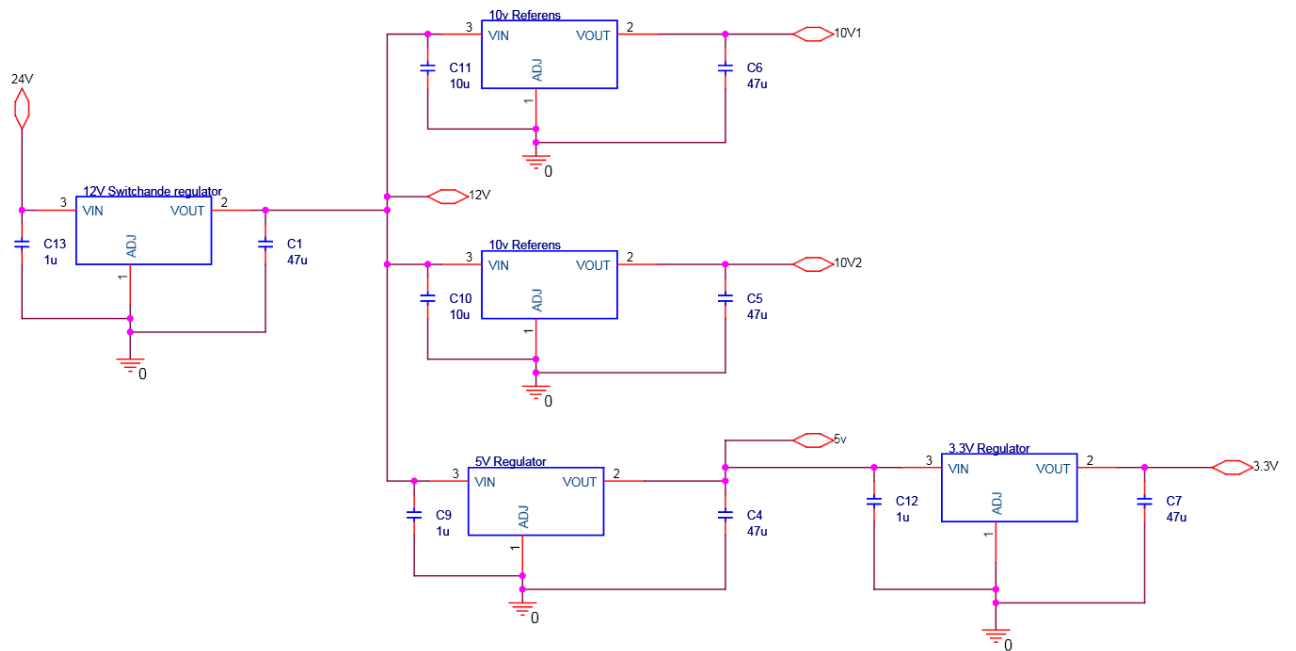 10v Referens
3 VIN VOUT 2 10V1
ADJ
C11
10u
C6
47u
1
0
24V
12V Switchande regulator
3 VIN VOUT 2
ADJ
C13
1u
C1
47u
1
0
12V
10v Referens
3 VIN VOUT 2 10V2
ADJ
C10
10u
C5
47u
1
0
5v
5V Regulator
3 VIN VOUT 2
ADJ
C9
1u
C4
47u
1
0
3.3V Regulator
3 VIN VOUT 2 3.3V
ADJ
C12
1u
C7
47u
1
0